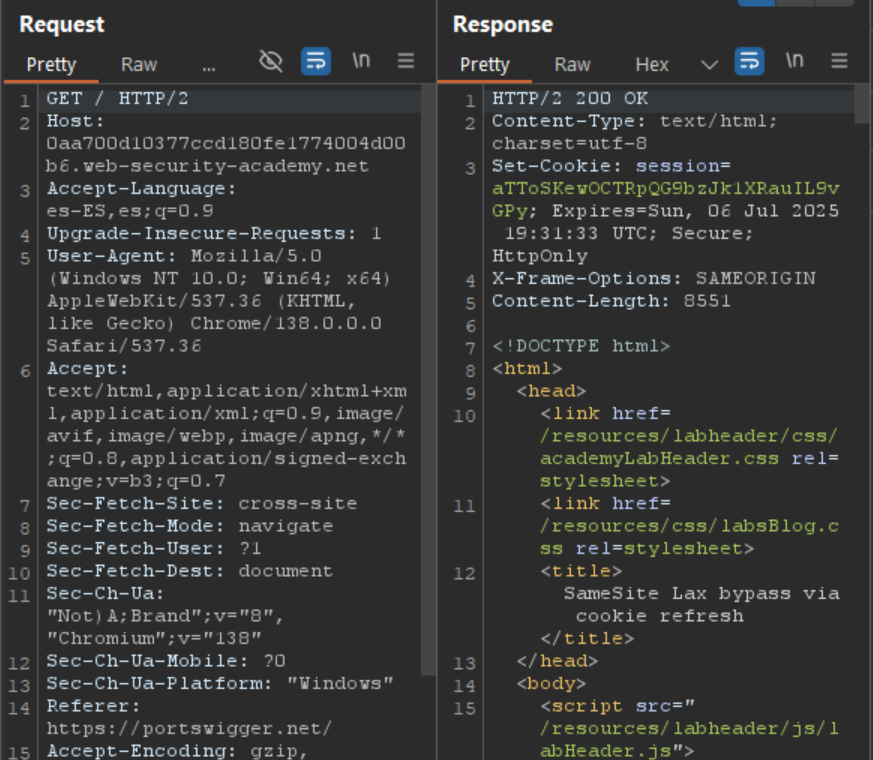 Request
Pretty Raw ... \n
1 GET / HTTP/2
2 Host:
0aa700d10377ccd180fe1774004d00
b6.web-security-academy.net
3 Accept-Language:
es-ES,es;q=0.9
4 Upgrade-Insecure-Requests: 1
5 User-Agent: Mozilla/5.0
(Windows NT 10.0; Win64; x64)
AppleWebKit/537.36 (KHTML,
like Gecko) Chrome/138.0.0.0
Safari/537.36
6 Accept:
text/html,application/xhtml+xm
l,application/xml;q=0.9,image/
avif,image/webp,image/apng,*/*
;q=0.8,application/signed-exch
ange;v=b3;q=0.7
7 Sec-Fetch-Site: cross-site
8 Sec-Fetch-Mode: navigate
9 Sec-Fetch-User: ?1
10 Sec-Fetch-Dest: document
11 Sec-Ch-Ua:
"Not)A;Brand";v="8",
"Chromium";v="138"
12 Sec-Ch-Ua-Mobile: ?0
13 Sec-Ch-Ua-Platform: "Windows"
14 Referer:
https://portswigger.net/
15 Accept-Encoding: gzip,
Response
Pretty Raw Hex \n
1 HTTP/2 200 OK
2 Content-Type: text/html;
charset=utf-8
3 Set-Cookie: session=
aTToSKewOCTRpQG9bzJk1XRauIL9v
GPy; Expires=Sun, 06 Jul 2025
19:31:33 UTC; Secure;
HttpOnly
4 X-Frame-Options: SAMEORIGIN
5 Content-Length: 8551
6
7 <!DOCTYPE html>
8 <html>
9 <head>
10 <link href=
/resources/labheader/css/
academyLabHeader.css rel=
stylesheet>
11 <link href=
/resources/css/labsBlog.c
ss rel=stylesheet>
12 <title>
SameSite Lax bypass via
cookie refresh
</title>
13 </head>
14 <body>
15 <script src="
/resources/labheader/js/l
abHeader.js">